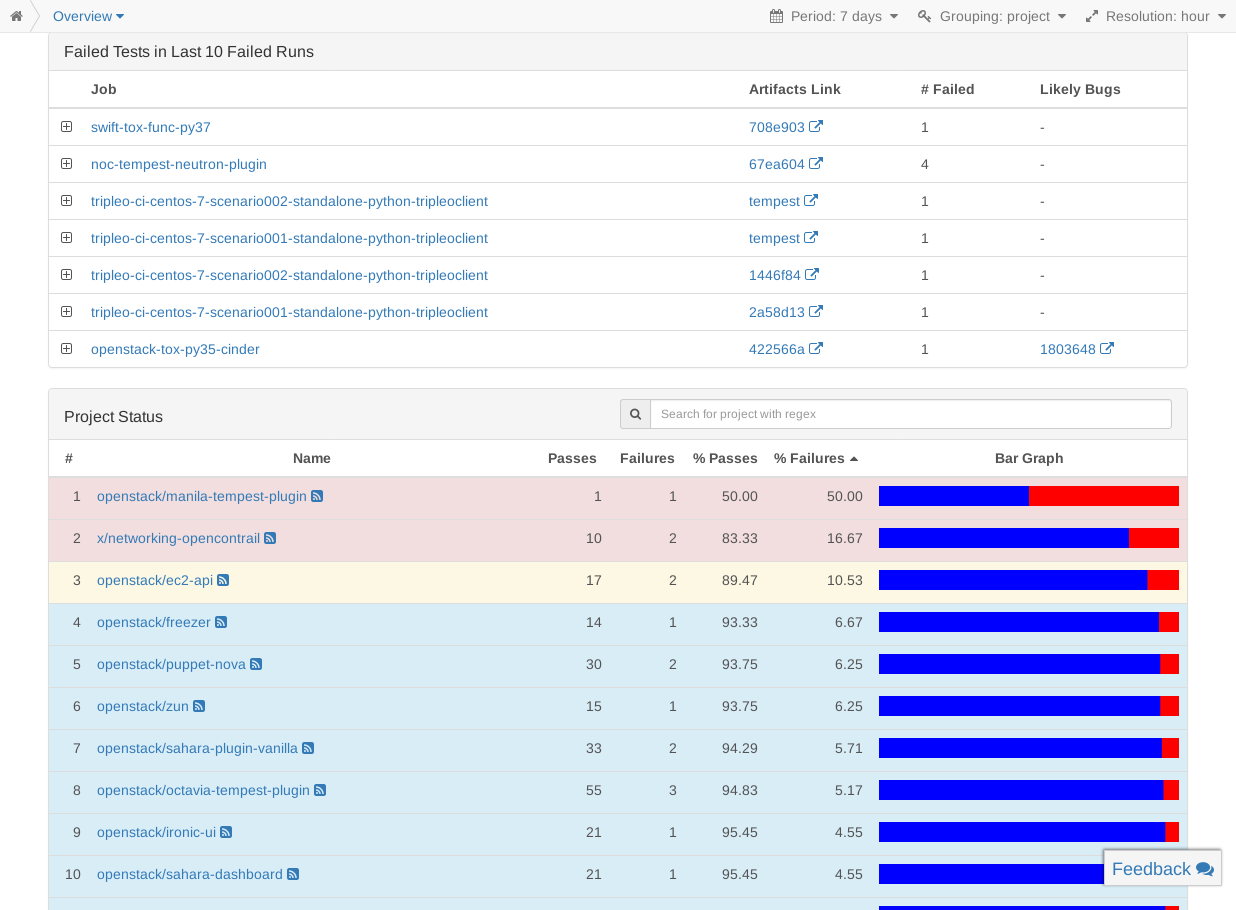 Overview Period: 7 days Grouping: project Resolution: hour
Failed Tests in Last 10 Failed Runs
Job Artifacts Link # Failed Likely Bugs
swift-tox-func-py37 708e903 1 -
noc-tempest-neutron-plugin 67ea604 4 -
tripleo-ci-centos-7-scenario002-standalone-python-tripleoclient tempest 1 -
tripleo-ci-centos-7-scenario001-standalone-python-tripleoclient tempest 1 -
tripleo-ci-centos-7-scenario002-standalone-python-tripleoclient 1446f84 1 -
tripleo-ci-centos-7-scenario001-standalone-python-tripleoclient 2a58d13 1 -
openstack-tox-py35-cinder 422566a 1 1803648
Project Status Search for project with regex
# Name Passes Failures % Passes % Failures Bar Graph
1 openstack/manila-tempest-plugin 1 1 50.00 50.00
2 x/networking-opencontrail 10 2 83.33 16.67
3 openstack/ec2-api 17 2 89.47 10.53
4 openstack/freezer 14 1 93.33 6.67
5 openstack/puppet-nova 30 2 93.75 6.25
6 openstack/zun 15 1 93.75 6.25
7 openstack/sahara-plugin-vanilla 33 2 94.29 5.71
8 openstack/octavia-tempest-plugin 55 3 94.83 5.17
9 openstack/ironic-ui 21 1 95.45 4.55
10 openstack/sahara-dashboard 21 1 95.45 4.55
Feedback